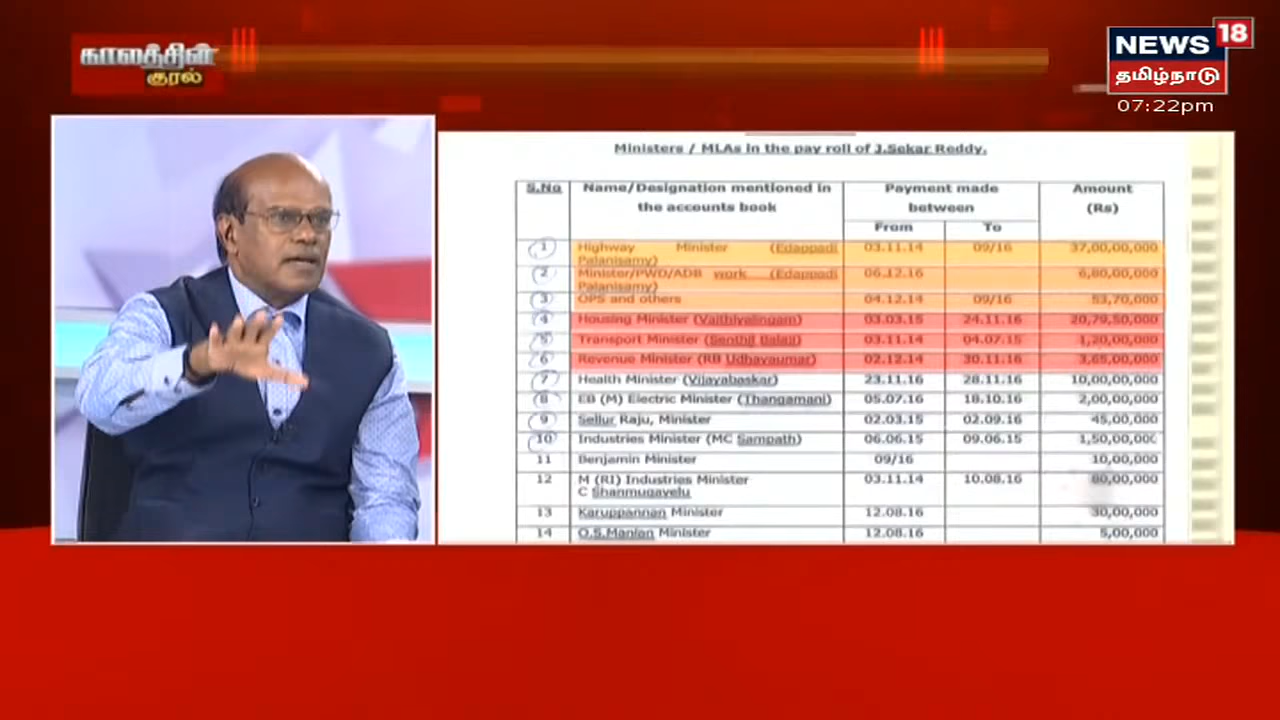 காலத்தின்
குரல்
NEWS 18
தமிழ்நாடு
07:22pm
Ministers / MLAs in the pay roll of J.Sekar Reddy.
S.No Name/Designation mentioned in the accounts book Payment made between Amount (Rs)
From To
1 Highway Minister (Edappadi Palanisamy) 03.11.14 09/16 37,00,00,000
2 Minister/PWD/ADB work (Edappadi Palanisamy) 06.12.16 6,80,00,000
3 OPS and others 04.12.14 09/16 53,70,000
4 Housing Minister (Vaithiyalingam) 03.03.15 24.11.16 20,79,50,000
5 Transport Minister (Senthil Balaji) 03.11.14 04.07.15 1,20,00,000
6 Revenue Minister (RB Udhayaumar) 02.12.14 30.11.16 3,65,00,000
7 Health Minister (Vijayabaskar) 23.11.16 28.11.16 10,00,00,000
8 EB (M) Electric Minister (Thangamani) 05.07.16 18.10.16 2,00,00,000
9 Sellur Raju, Minister 02.03.15 02.09.16 45,00,000
10 Industries Minister (MC Sampath) 06.06.15 09.06.15 1,50,00,000
11 Benjamin Minister 09/16 10,00,000
12 M (RI) Industries Minister C Shanmugavelu 03.11.14 10.08.16 80,00,000
13 Karuppannan Minister 12.08.16 30,00,000
14 O.S.Manian Minister 12.08.16 5,00,000